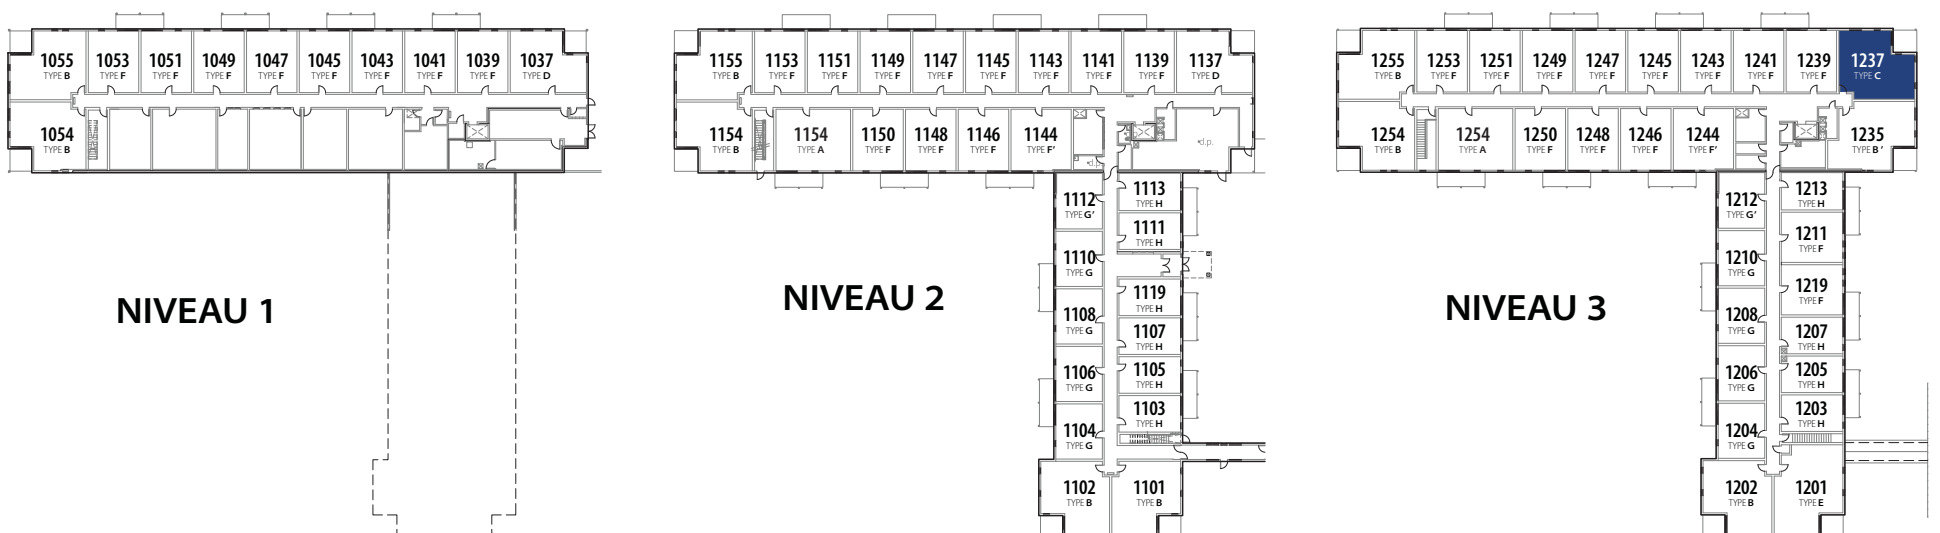 1055
TYPE B
1053
TYPE F
1051
TYPE F
1049
TYPE F
1047
TYPE F
1045
TYPE F
1043
TYPE F
1041
TYPE F
1039
TYPE F
1037
TYPE D
1054
TYPE B
NIVEAU 1
1155
TYPE B
1153
TYPE F
1151
TYPE F
1149
TYPE F
1147
TYPE F
1145
TYPE F
1143
TYPE F
1141
TYPE F
1139
TYPE F
1137
TYPE D
1154
TYPE B
1154
TYPE A
1150
TYPE F
1148
TYPE F
1146
TYPE F
1144
TYPE F'
d.p.
d.p.
1112
TYPE G'
1113
TYPE H
1111
TYPE H
1110
TYPE G
1119
TYPE H
1108
TYPE G
1107
TYPE H
1106
TYPE G
1105
TYPE H
1104
TYPE G
1103
TYPE H
1102
TYPE B
1101
TYPE B
NIVEAU 2
1255
TYPE B
1253
TYPE F
1251
TYPE F
1249
TYPE F
1247
TYPE F
1245
TYPE F
1243
TYPE F
1241
TYPE F
1239
TYPE F
1237
TYPE C
1254
TYPE B
1254
TYPE A
1250
TYPE F
1248
TYPE F
1246
TYPE F
1244
TYPE F'
1235
TYPE B'
1212
TYPE G'
1213
TYPE H
1211
TYPE F
1210
TYPE G
1219
TYPE F
1208
TYPE G
1207
TYPE H
1206
TYPE G
1205
TYPE H
1204
TYPE G
1203
TYPE H
1202
TYPE B
1201
TYPE E
NIVEAU 3